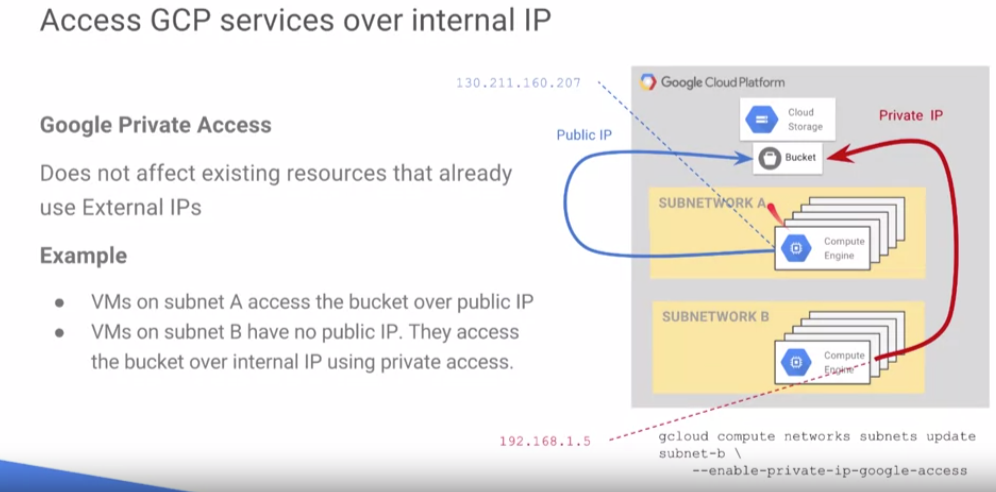 Access GCP services over internal IP
130.211.160.207
Google Cloud Platform
Cloud
Storage
Private IP
Public IP
Bucket
Google Private Access
Does not affect existing resources that already
use External IPs
Example
● VMs on subnet A access the bucket over public IP
● VMs on subnet B have no public IP. They access
the bucket over internal IP using private access.
SUBNETWORK A
Compute
Engine
SUBNETWORK B
Compute
Engine
192.168.1.5
gcloud compute networks subnets update
subnet-b \
--enable-private-ip-google-access